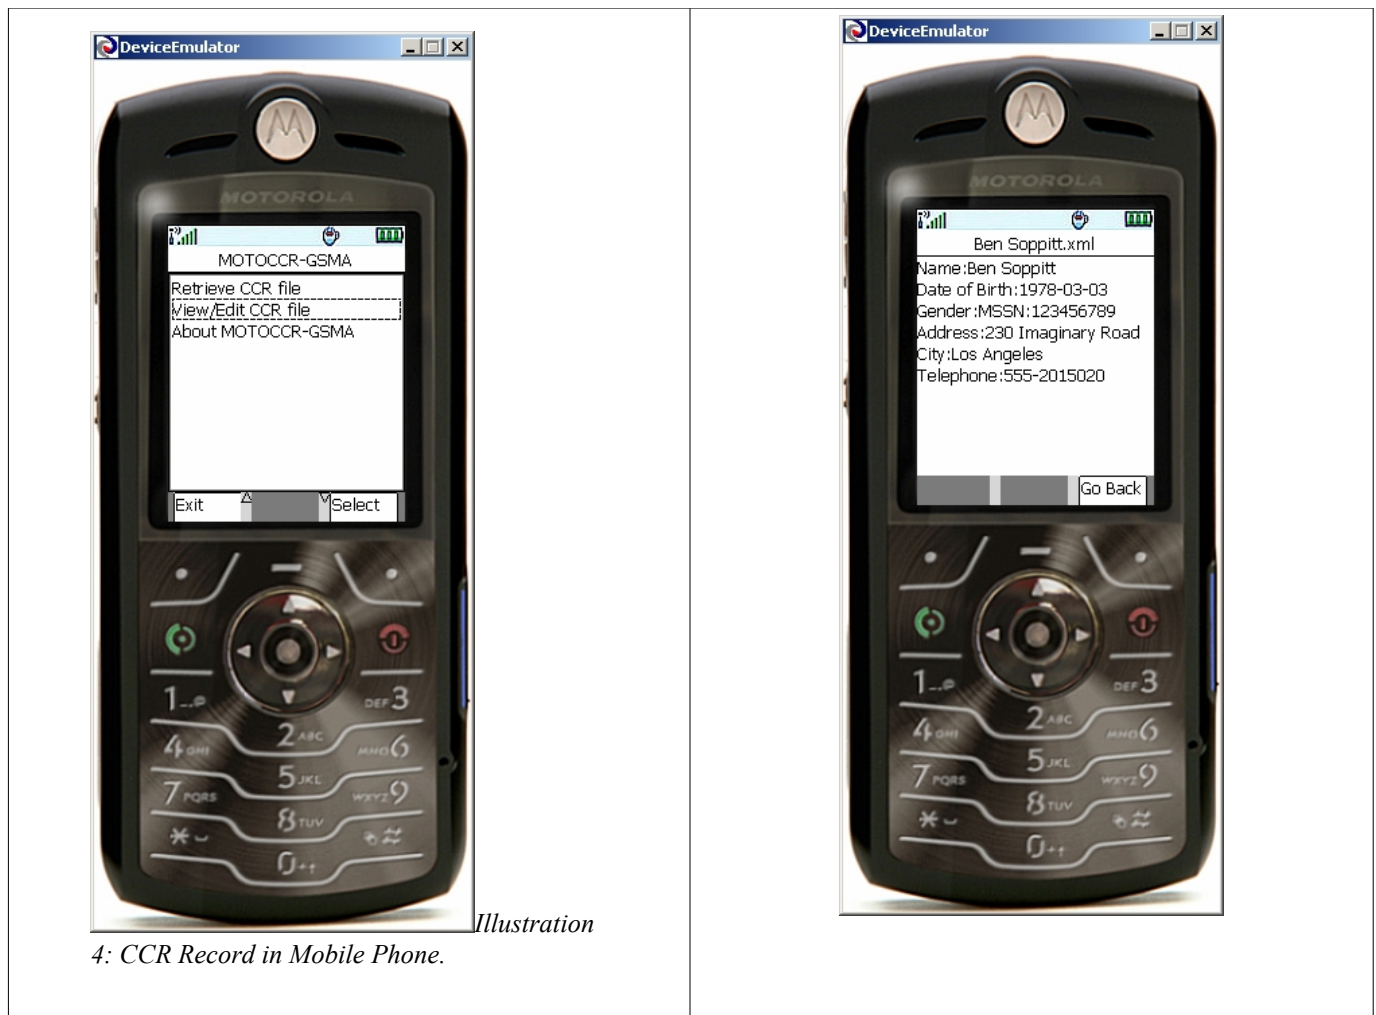 DeviceEmulator
MOTOROLA
MOTOCCR-GSMA
Retrieve CCR file
View/Edit CCR file
About MOTOCCR-GSMA
Exit
Select
1
DEF 3
2 ABC
4 GHI
MNO 6
5 JKL
7 PQRS
WXYZ 9
8 TUV
*
#
0 +
Illustration
4: CCR Record in Mobile Phone.
DeviceEmulator
MOTOROLA
Ben Soppitt.xml
Name:Ben Soppitt
Date of Birth:1978-03-03
Gender:MSSN:123456789
Address:230 Imaginary Road
City:Los Angeles
Telephone:555-2015020
Go Back
1
DEF 3
2 ABC
4 GHI
MNO 6
5 JKL
7 PQRS
WXYZ 9
8 TUV
*
#
0 +